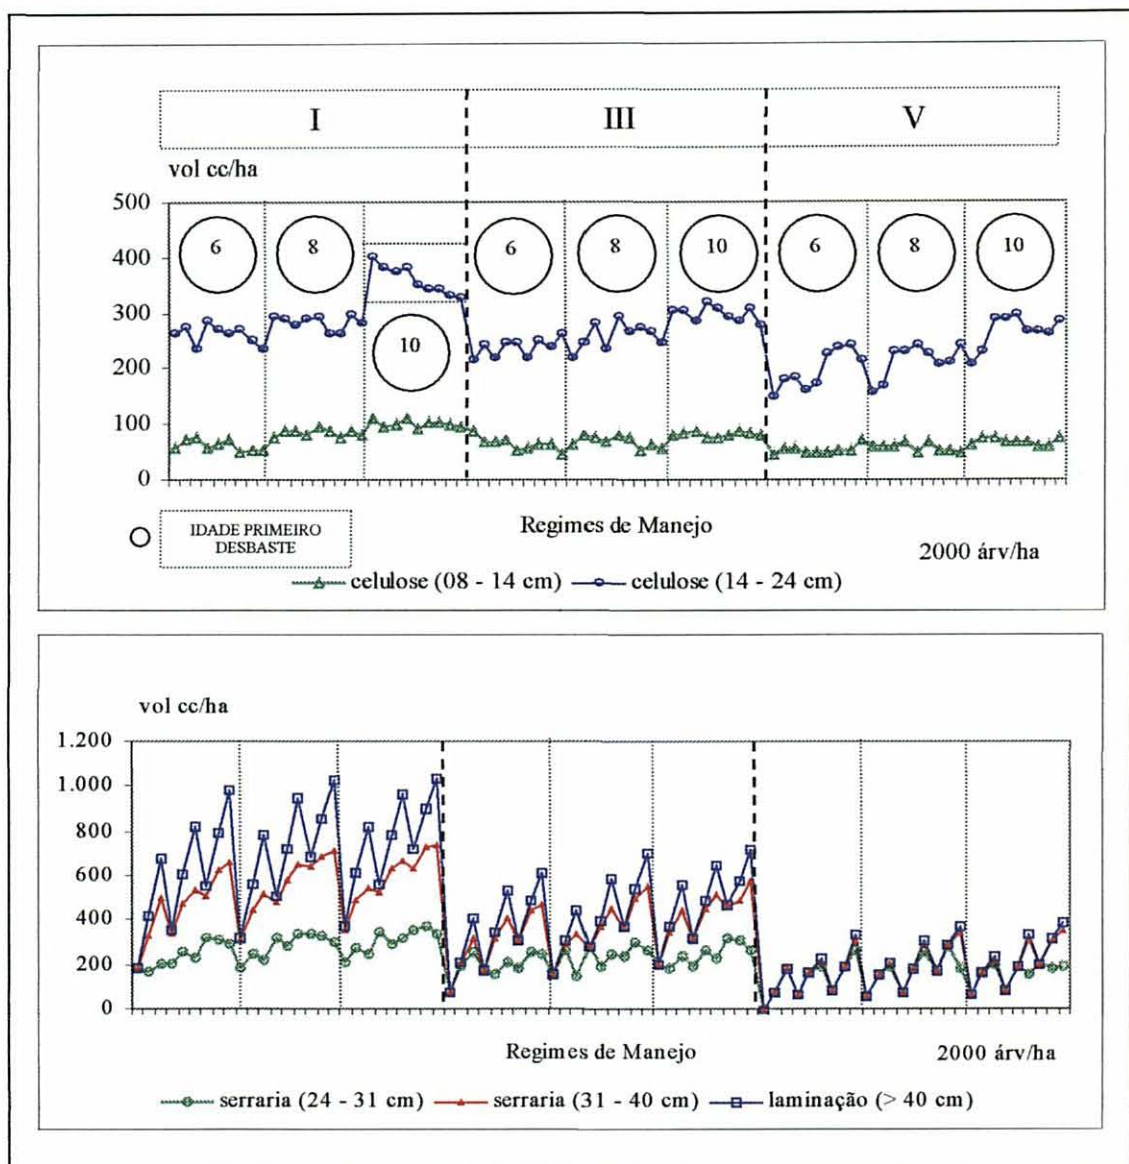 I III V
vol cc/ha
500
400
300
200
100
0
6 8 10 6 8 10 6 8 10
IDADE PRIMEIRO
DESBASTE
Regimes de Manejo
2000 árv/ha
celulose (08 - 14 cm) celulose (14 - 24 cm)
vol cc/ha
1.200
1.000
800
600
400
200
0
Regimes de Manejo 2000 árv/ha
serraria (24 - 31 cm) serraria (31 - 40 cm) laminação (> 40 cm)